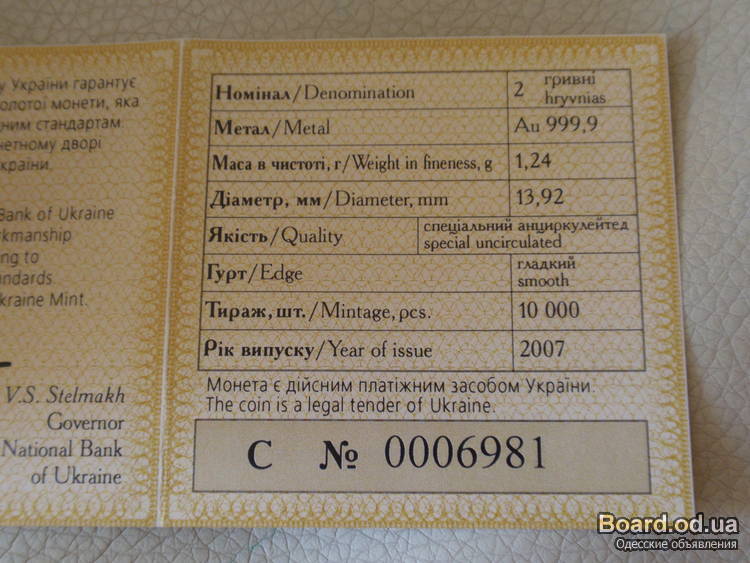 у України гарантує
олотої монети, яка
ним стандартам
нетному дворі
країни.
Bank of Ukraine
rkmanship
ng to
andards
kraine Mint.
V.S. Stelmakh
Governor
National Bank
of Ukraine
Номінал/Denomination 2 гривні hryvnias
Метал/Metal Au 999,9
Маса в чистоті, г/Weight in fineness, g 1,24
Діаметр, мм/Diameter, mm 13,92
Якість/Quality спеціальний анциркулейтед special uncirculated
Гурт/Edge гладкий smooth
Тираж, шт./Mintage, pcs. 10 000
Рік випуску/Year of issue 2007
Монета є дійсним платіжним засобом України.
The coin is a legal tender of Ukraine.
С № 0006981
Board.od.ua
Одесские объявления